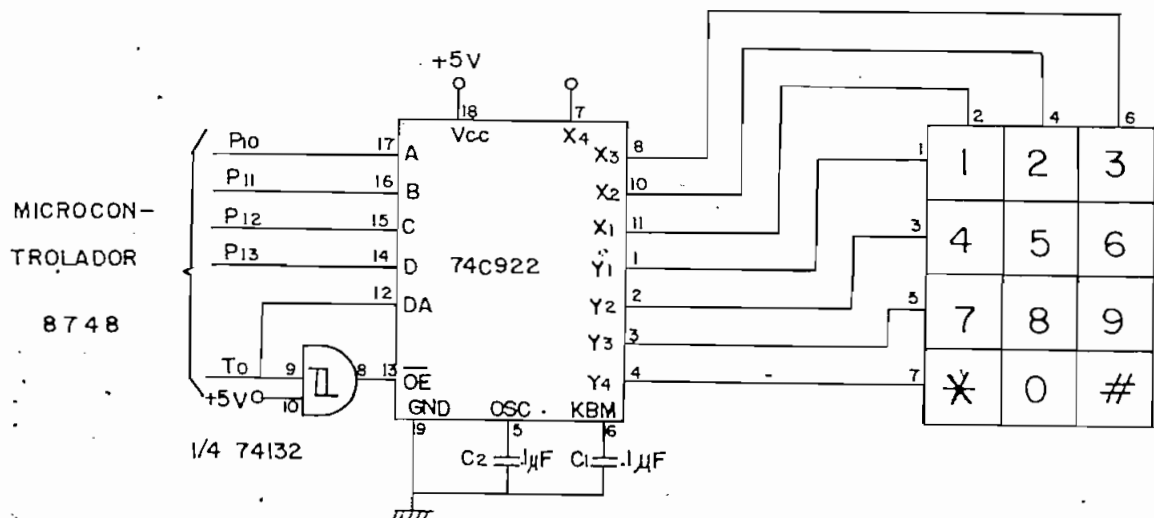 +5V
18 7
Vcc X4
P10 17 A
P11 16 B
P12 15 C
P13 14 D
12 DA
T0 9 8 13 OE
+5V 10
1/4 74132
MICROCON-
TROLADOR
8748
74C922
X3 8
X2 10
X1 11
Y1 1
Y2 2
Y3 3
Y4 4
GND OSC KBM
9 5 6
C2 .1µF C1 .1µF
2 4 6
1 1 2 3
3 4 5 6
5 7 8 9
7 * 0 #